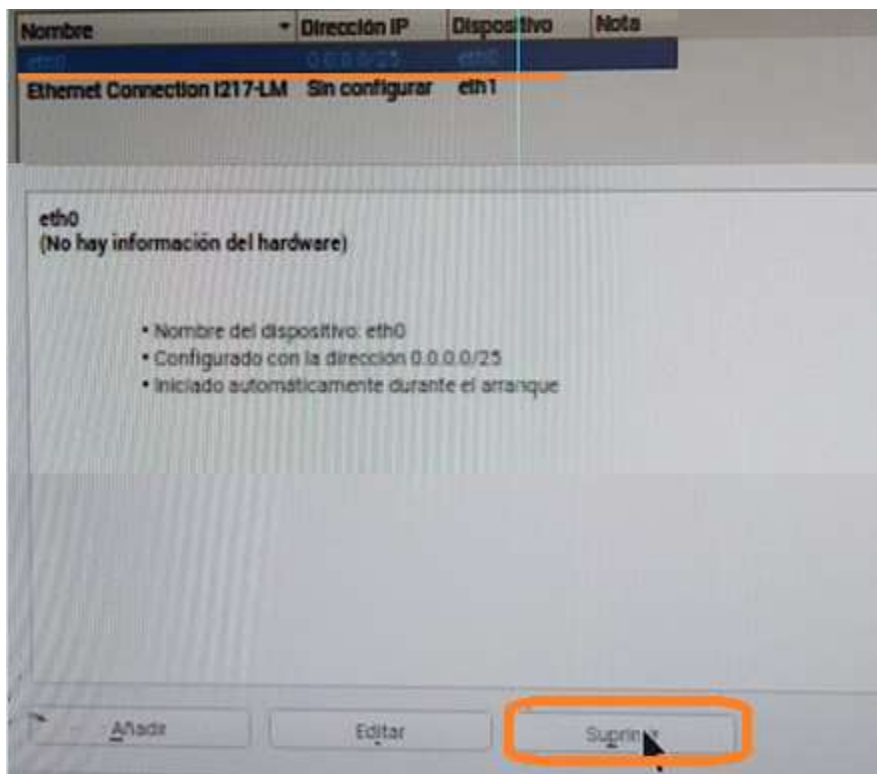 Nombre Dirección IP Dispositivo Nota
eth0 0.0.0.0/25 eth0
Ethernet Connection I217-LM Sin configurar eth1
eth0
(No hay información del hardware)
• Nombre del dispositivo: eth0
• Configurado con la dirección 0.0.0.0/25
• Iniciado automáticamente durante el arranque
Añadir Editar